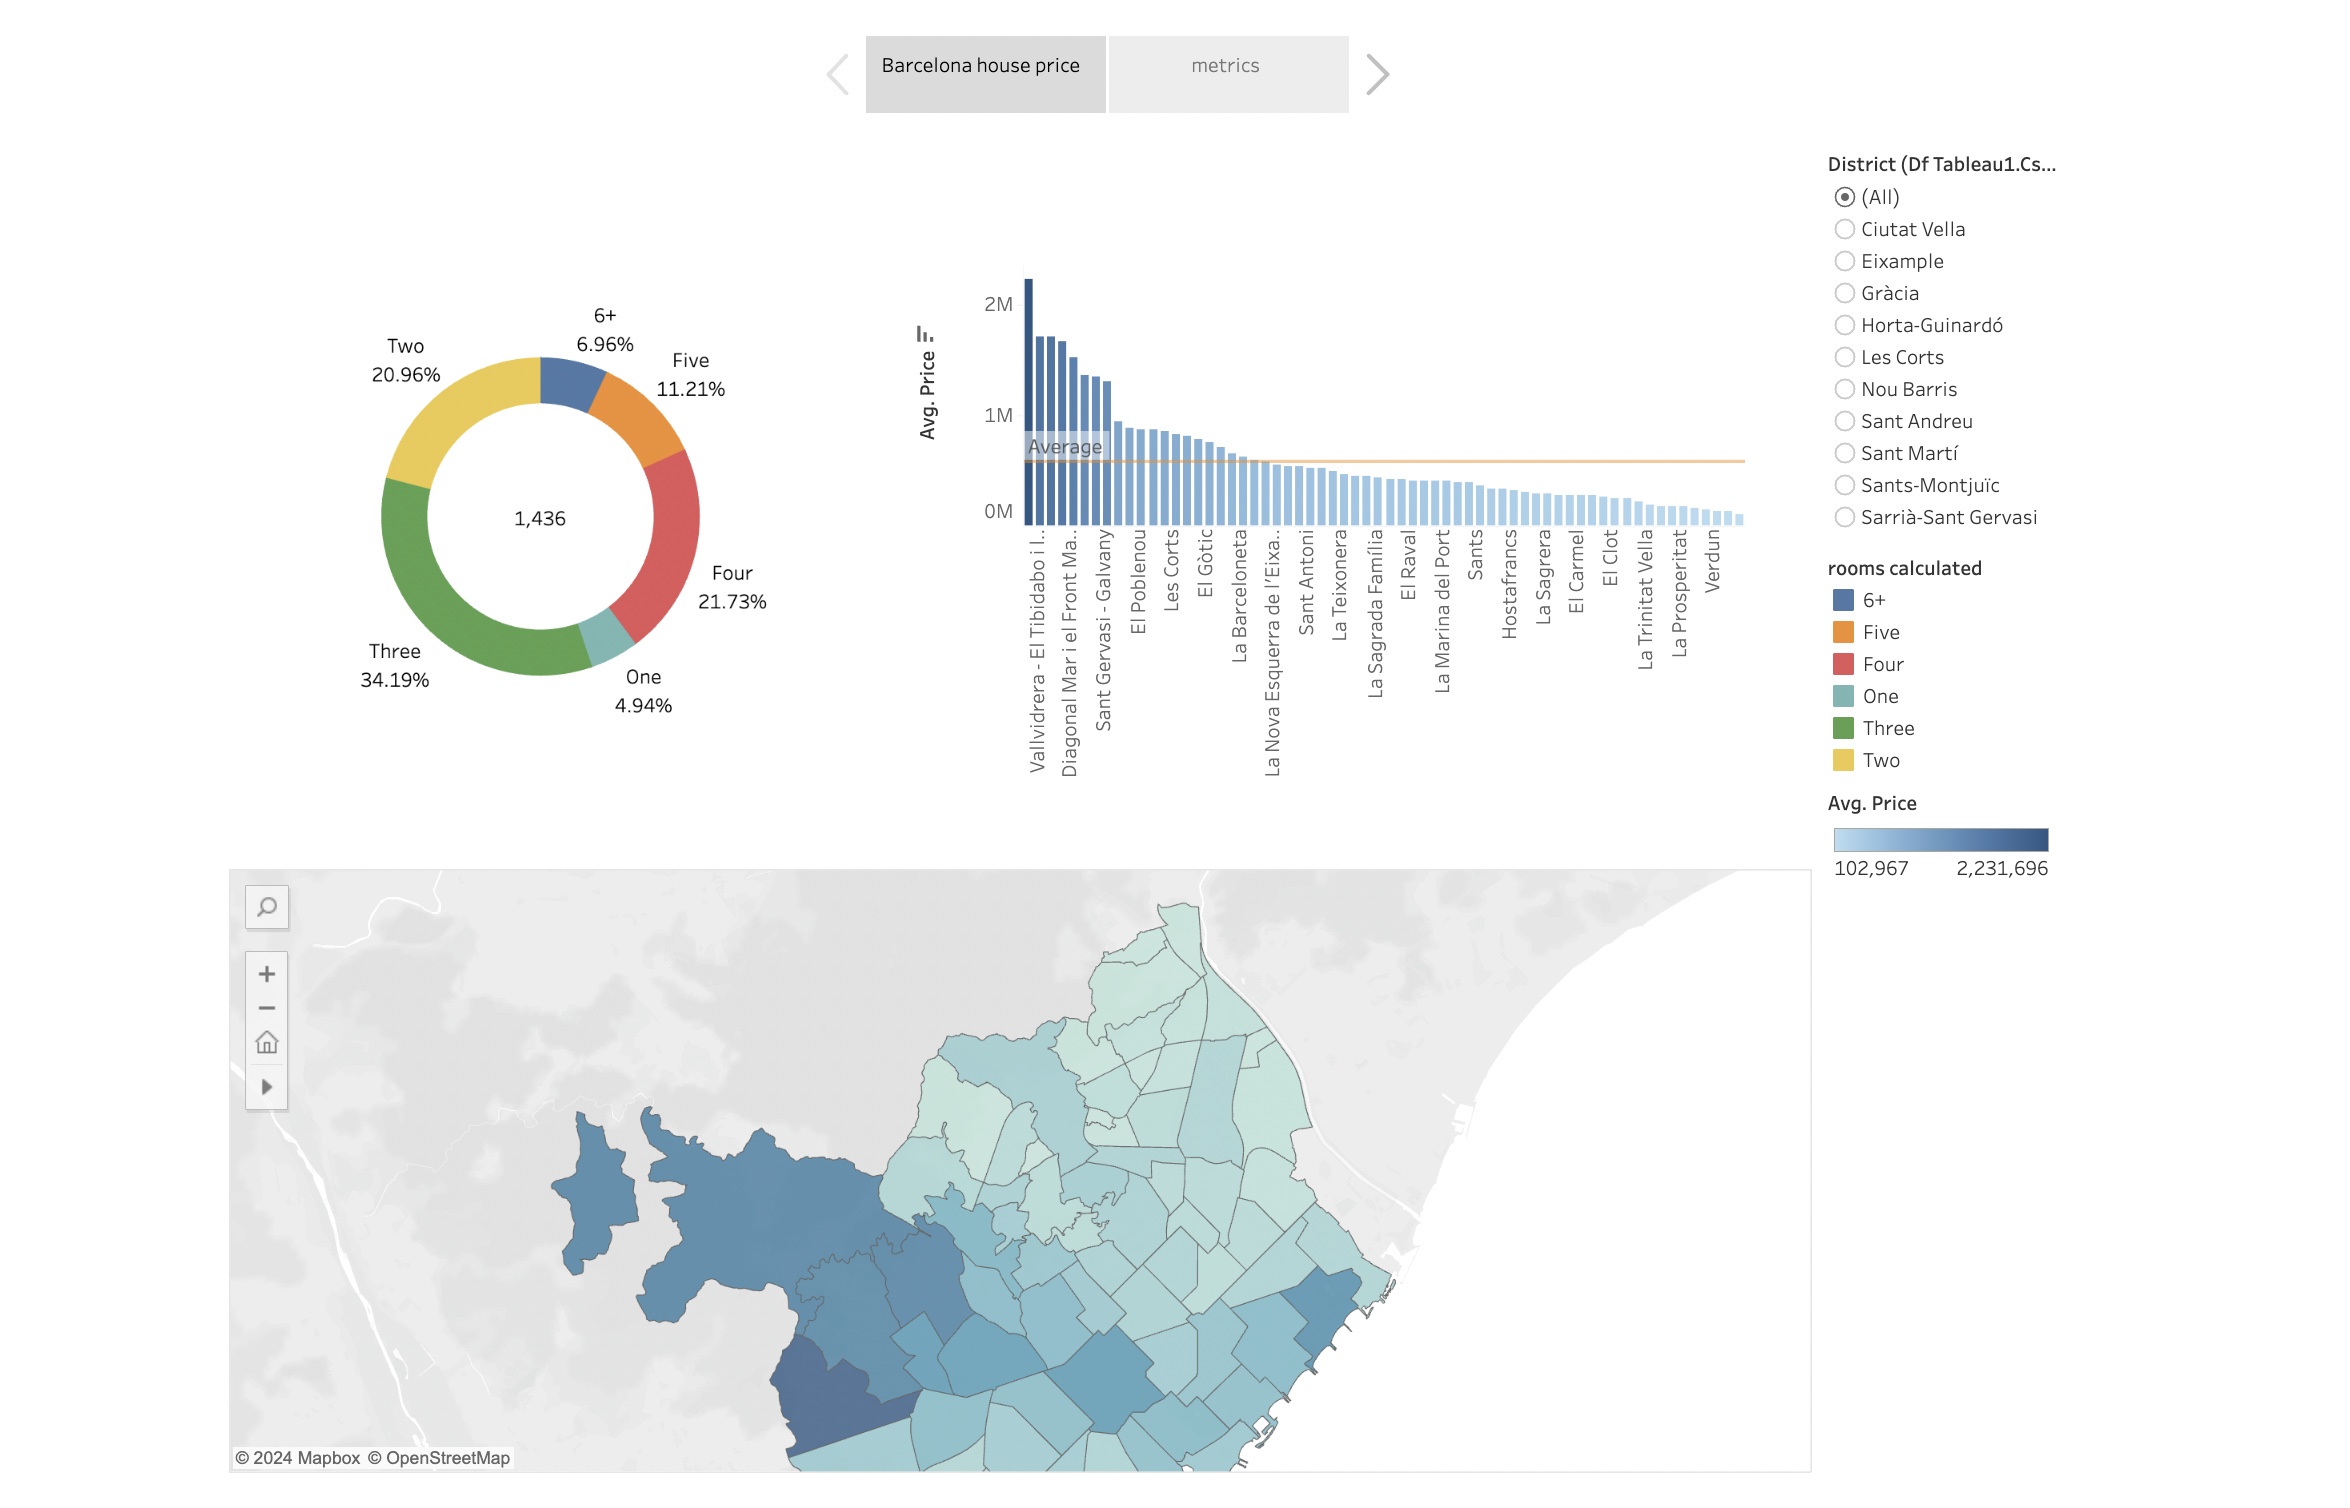 Barcelona house price
metrics
Two
20.96%
6+
6.96%
Five
11.21%
1,436
Four
21.73%
Three
34.19%
One
4.94%
Avg. Price
2M
1M
0M
Average
Vallvidrera - El Tibidabo i l..
Diagonal Mar i el Front Ma..
Sant Gervasi - Galvany
El Poblenou
Les Corts
El Gòtic
La Barceloneta
La Nova Esquerra de l'Eixa..
Sant Antoni
La Teixonera
La Sagrada Família
El Raval
La Marina del Port
Sants
Hostafrancs
La Sagrera
El Carmel
El Clot
La Trinitat Vella
La Prosperitat
Verdun
District (Df Tableau1.Cs...
(All)
Ciutat Vella
Eixample
Gràcia
Horta-Guinardó
Les Corts
Nou Barris
Sant Andreu
Sant Martí
Sants-Montjuïc
Sarrià-Sant Gervasi
rooms calculated
6+
Five
Four
One
Three
Two
Avg. Price
102,967 2,231,696
© 2024 Mapbox © OpenStreetMap